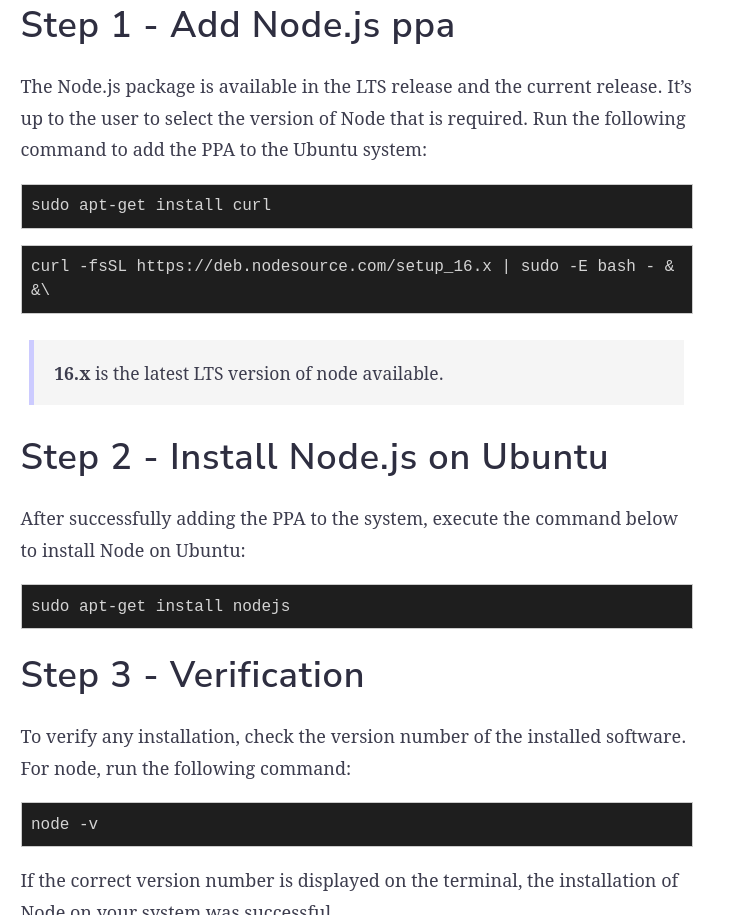 Step 1 - Add Node.js ppa
The Node.js package is available in the LTS release and the current release. It’s
up to the user to select the version of Node that is required. Run the following
command to add the PPA to the Ubuntu system:
sudo apt-get install curl
curl -fsSL https://deb.nodesource.com/setup_16.x | sudo -E bash - &
&\
16.x is the latest LTS version of node available.
Step 2 - Install Node.js on Ubuntu
After successfully adding the PPA to the system, execute the command below
to install Node on Ubuntu:
sudo apt-get install nodejs
Step 3 - Verification
To verify any installation, check the version number of the installed software.
For node, run the following command:
node -v
If the correct version number is displayed on the terminal, the installation of
Node on your system was successful.